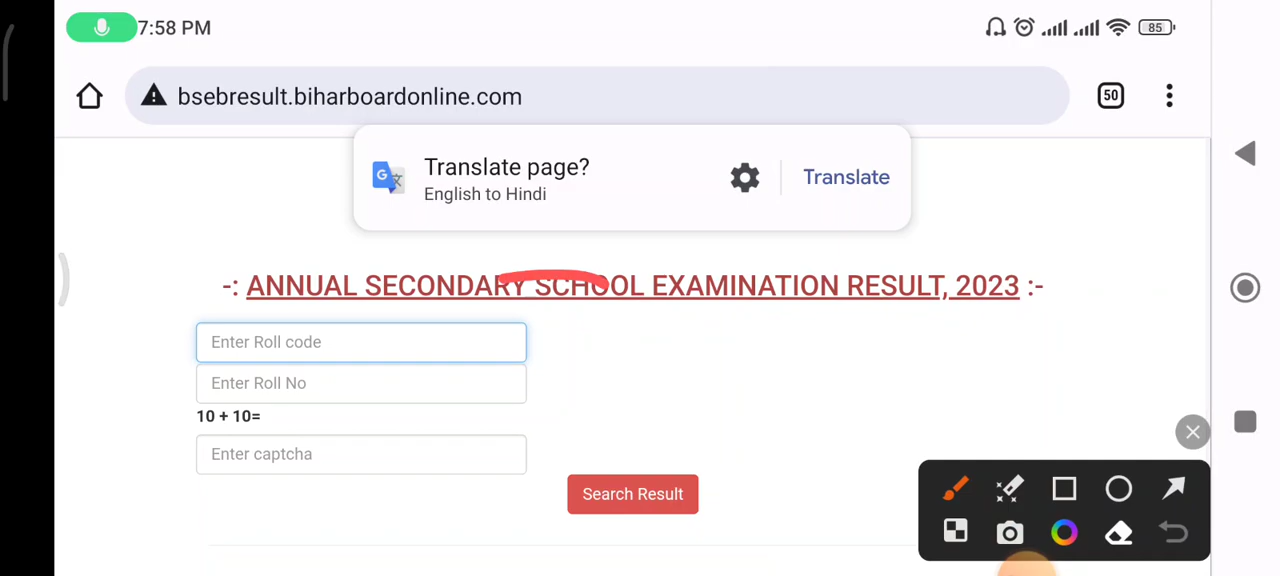 7:58 PM
85
bsebresult.biharboardonline.com
50
Translate page?
English to Hindi
Translate
-: ANNUAL SECONDARY SCHOOL EXAMINATION RESULT, 2023 :-
Enter Roll code
Enter Roll No
10 + 10=
Enter captcha
Search Result